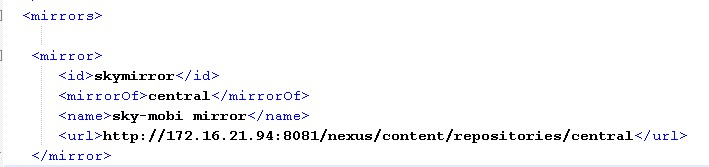 <mirrors>
<mirror>
<id>skymirror</id>
<mirrorOf>central</mirrorOf>
<name>sky-mobi mirror</name>
<url>http://172.16.21.94:8081/nexus/content/repositories/central</url>
</mirror>